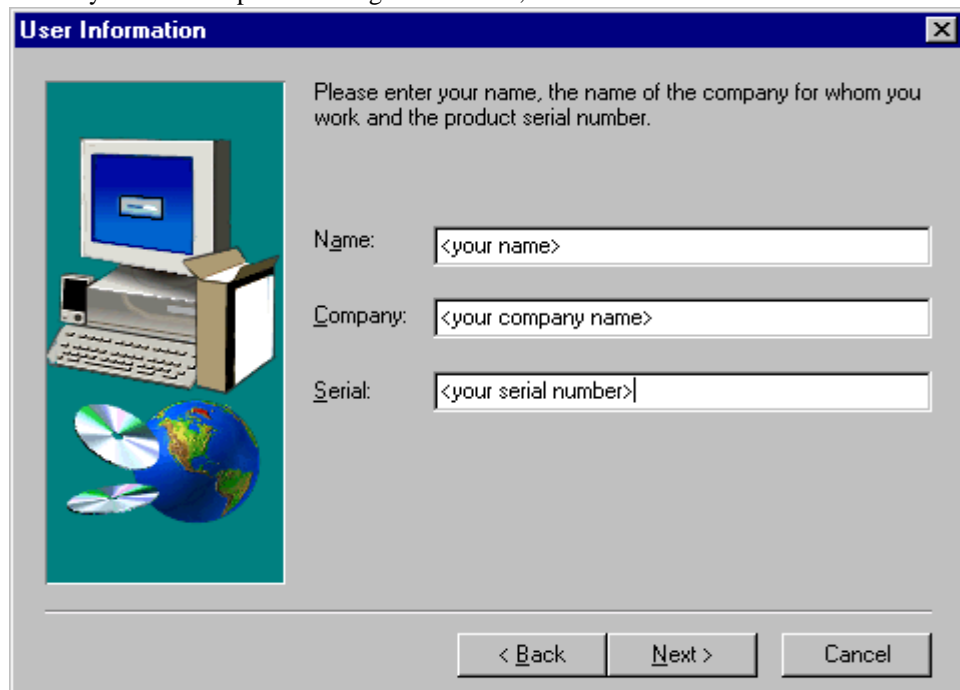 User Information
Please enter your name, the name of the company for whom you
work and the product serial number.
Name: <your name>
Company: <your company name>
Serial: <your serial number>
< Back Next > Cancel